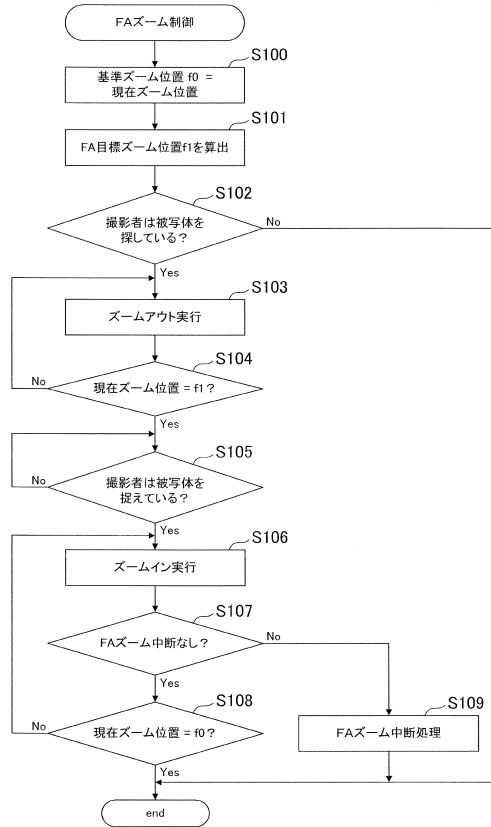 FAズーム制御
S100
基準ズーム位置 f0 =
現在ズーム位置
S101
FA目標ズーム位置f1を算出
S102
撮影者は被写体を
探している?
No
Yes
S103
ズームアウト実行
S104
現在ズーム位置 = f1?
No
Yes
S105
撮影者は被写体を
捉えている?
No
Yes
S106
ズームイン実行
S107
FAズーム中断なし?
No
Yes
S108
現在ズーム位置 = f0?
No
S109
FAズーム中断処理
Yes
end